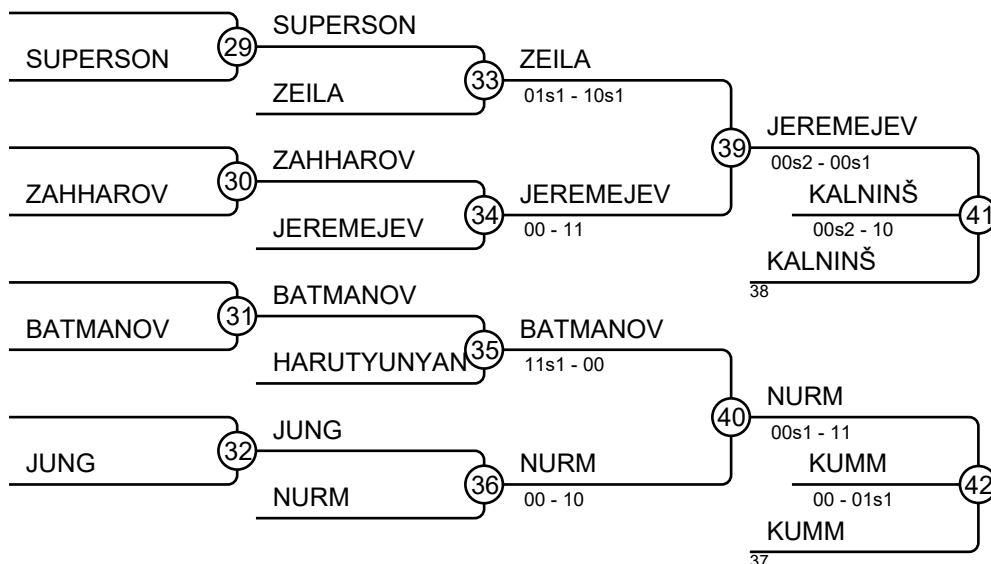 SUPERSON
29
SUPERSON
ZEILA
33
ZEILA
01s1 - 10s1
ZAHHAROV
30
ZAHHAROV
JEREMEJEV
34
JEREMEJEV
00 - 11
39
JEREMEJEV
00s2 - 00s1
KALNINŠ
00s2 - 10
41
KALNINŠ
38
BATMANOV
31
BATMANOV
HARUTYUNYAN
35
BATMANOV
11s1 - 00
JUNG
32
JUNG
NURM
36
NURM
00 - 10
40
NURM
00s1 - 11
KUMM
00 - 01s1
42
KUMM
37